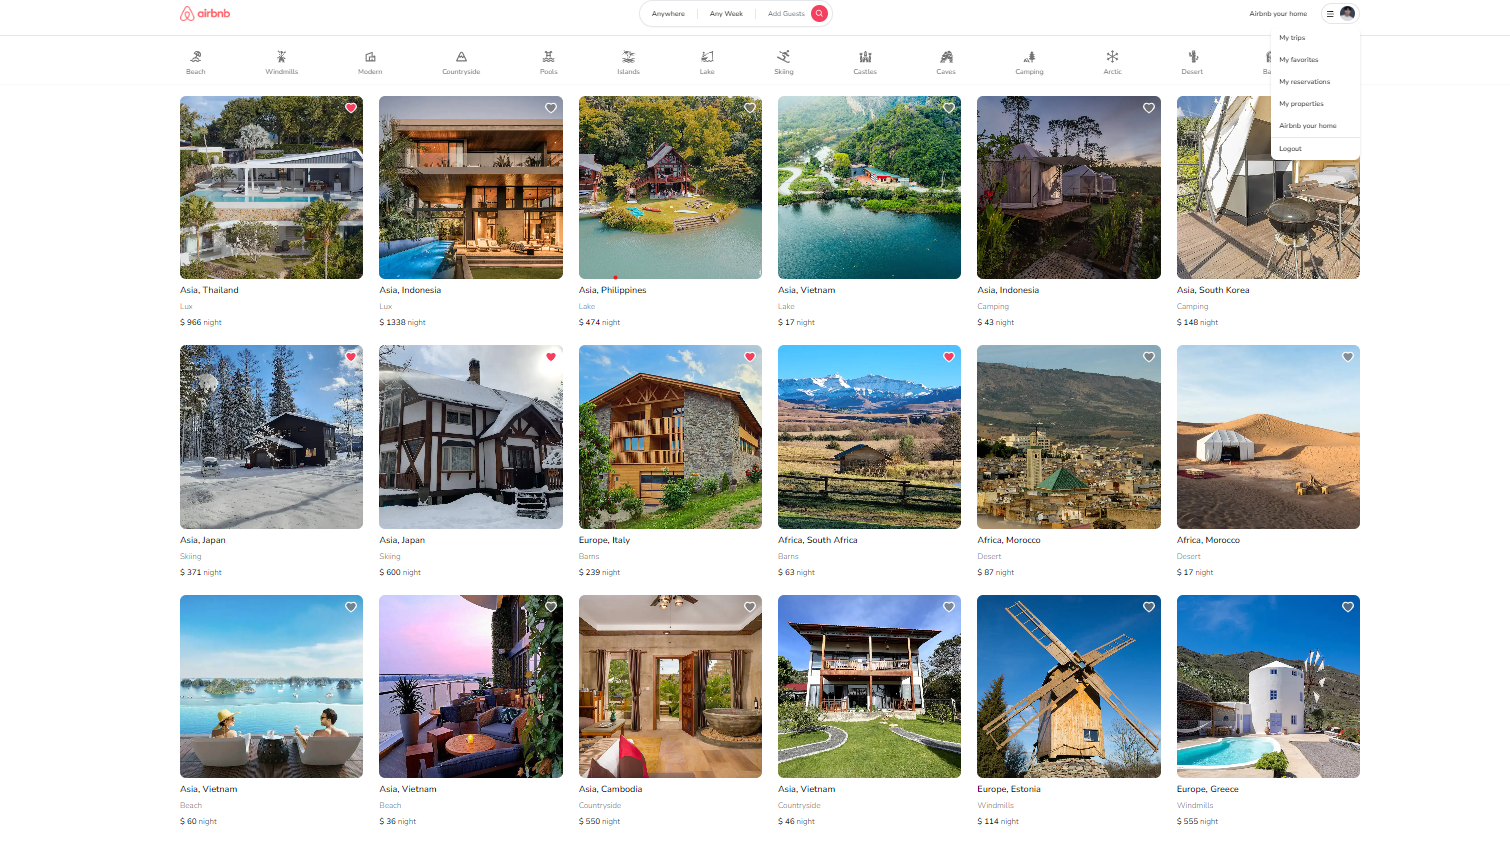 airbnb
Anywhere
Any Week
Add Guests
Airbnb your home
My trips
My favorites
My reservations
My properties
Airbnb your home
Logout
Beach
Windmills
Modern
Countryside
Pools
Islands
Lake
Skiing
Castles
Caves
Camping
Arctic
Desert
Asia, Thailand
Lux
$ 966 night
Asia, Indonesia
Lux
$ 1338 night
Asia, Philippines
Lake
$ 474 night
Asia, Vietnam
Lake
$ 17 night
Asia, Indonesia
Camping
$ 43 night
Asia, South Korea
Camping
$ 148 night
Asia, Japan
Skiing
$ 371 night
Asia, Japan
Skiing
$ 600 night
Europe, Italy
Barns
$ 239 night
Africa, South Africa
Barns
$ 63 night
Africa, Morocco
Desert
$ 87 night
Africa, Morocco
Desert
$ 17 night
Asia, Vietnam
Beach
$ 60 night
Asia, Vietnam
Beach
$ 36 night
Asia, Cambodia
Countryside
$ 550 night
Asia, Vietnam
Countryside
$ 46 night
Europe, Estonia
Windmills
$ 114 night
Europe, Greece
Windmills
$ 555 night